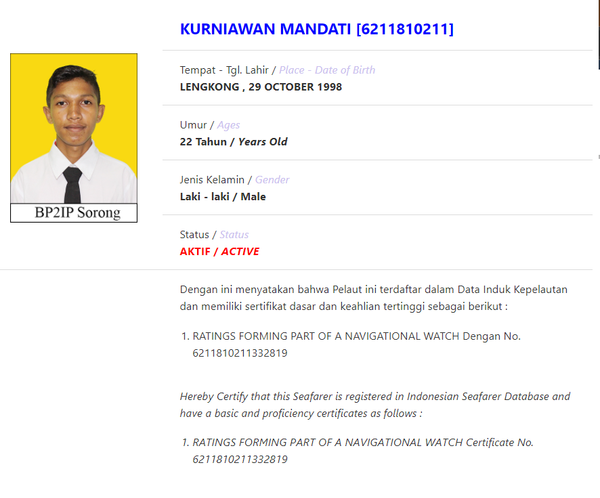 KURNIAWAN MANDATI [6211810211]
Tempat - Tgl. Lahir / Place - Date of Birth
LENGKONG , 29 OCTOBER 1998
Umur / Ages
22 Tahun / Years Old
Jenis Kelamin / Gender
Laki - laki / Male
BP2IP Sorong
Status / Status
AKTIF / ACTIVE
Dengan ini menyatakan bahwa Pelaut ini terdaftar dalam Data Induk Kepelautan
dan memiliki sertifikat dasar dan keahlian tertinggi sebagai berikut :
1. RATINGS FORMING PART OF A NAVIGATIONAL WATCH Dengan No.
6211810211332819
Hereby Certify that this Seafarer is registered in Indonesian Seafarer Database and
have a basic and proficiency certificates as follows :
1. RATINGS FORMING PART OF A NAVIGATIONAL WATCH Certificate No.
6211810211332819